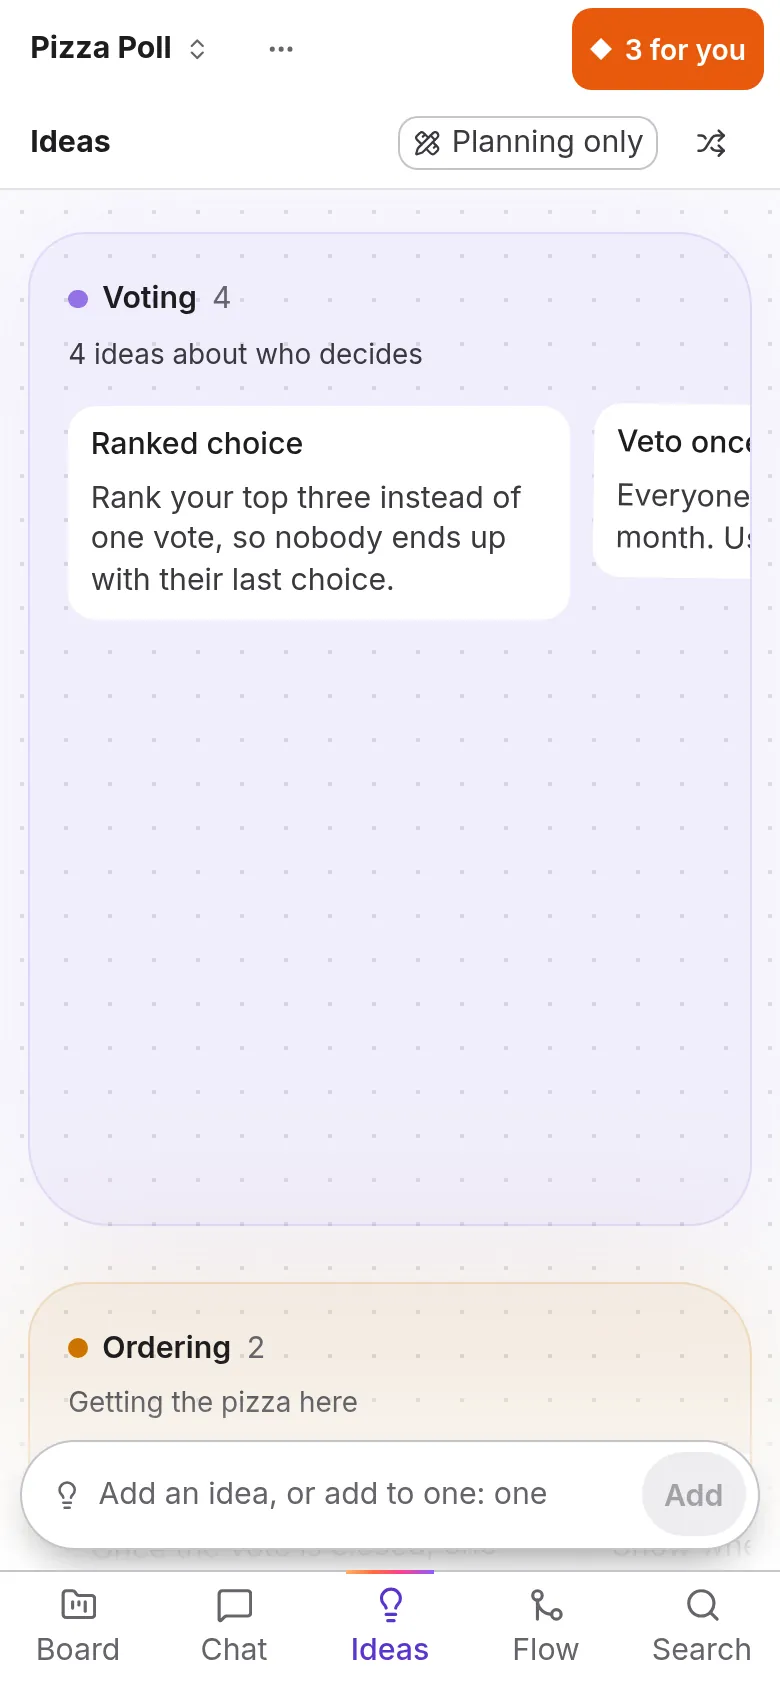 Pizza Poll
3 for you
Ideas
Planning only
Voting 4
4 ideas about who decides
Ranked choice
Rank your top three instead of
one vote, so nobody ends up
with their last choice.
Veto once
Everyone
month.
Ordering 2
Getting the pizza here
Add an idea, or add to one: one
Add
Board
Chat
Ideas
Flow
Search